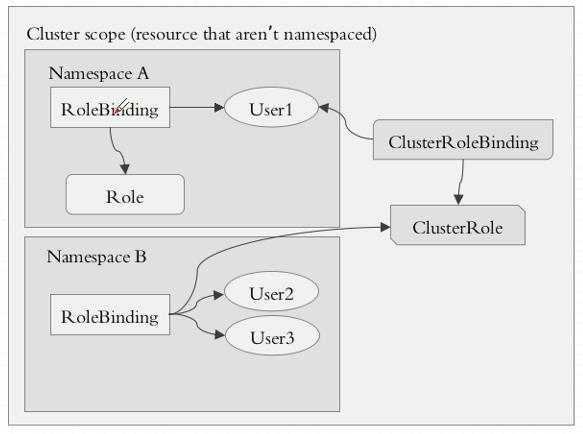 Cluster scope (resource that aren't namespaced)
Namespace A
RoleBinding
User1
ClusterRoleBinding
Role
ClusterRole
Namespace B
User2
RoleBinding
User3